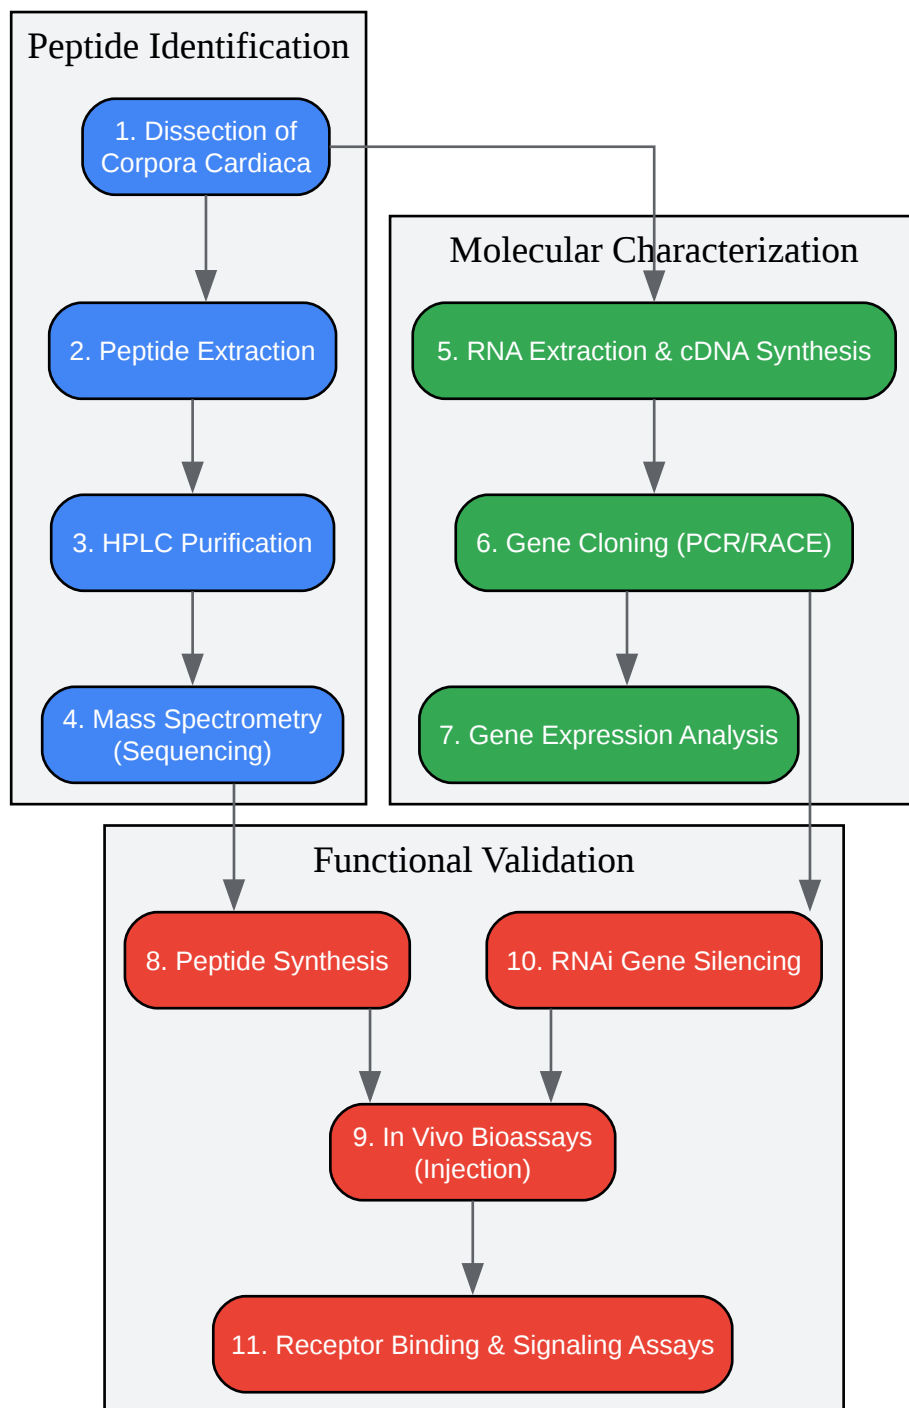 Peptide Identification
1. Dissection of
Corpora Cardiaca
2. Peptide Extraction
3. HPLC Purification
4. Mass Spectrometry
(Sequencing)
Molecular Characterization
5. RNA Extraction & cDNA Synthesis
6. Gene Cloning (PCR/RACE)
7. Gene Expression Analysis
Functional Validation
8. Peptide Synthesis
10. RNAi Gene Silencing
9. In Vivo Bioassays
(Injection)
11. Receptor Binding & Signaling Assays